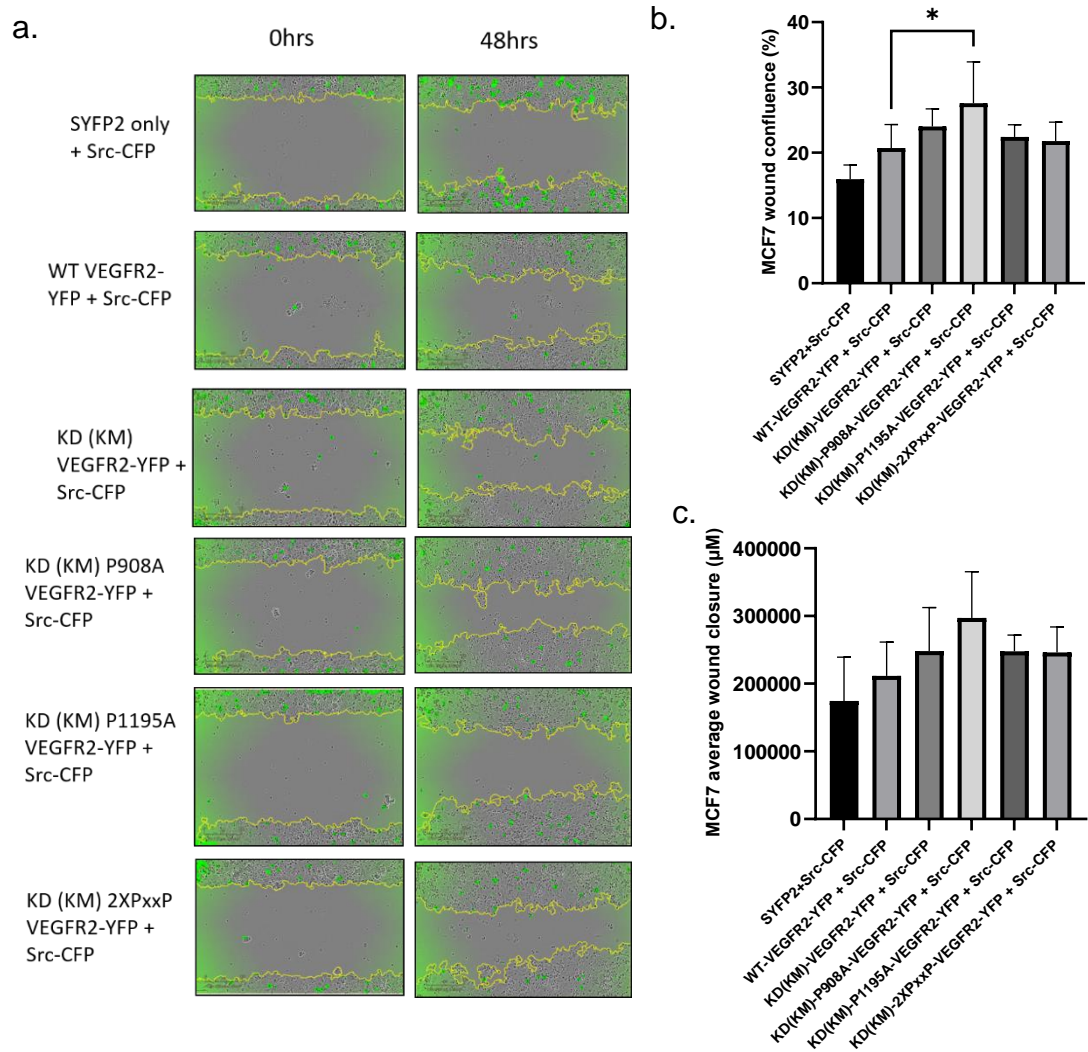 a.
0hrs
48hrs
SYFP2 only
+ Src-CFP
WT VEGFR2-
YFP + Src-CFP
KD (KM)
VEGFR2-YFP +
Src-CFP
KD (KM) P908A
VEGFR2-YFP +
Src-CFP
KD (KM) P1195A
VEGFR2-YFP +
Src-CFP
KD (KM) 2XPxxP
VEGFR2-YFP +
Src-CFP
b.
MCF7 wound confluence (%)
40
30
20
10
0
*
SYFP2+Src-CFP
WT-VEGFR2-YFP + Src-CFP
KD(KM)-VEGFR2-YFP + Src-CFP
KD(KM)-P908A-VEGFR2-YFP + Src-CFP
KD(KM)-P1195A-VEGFR2-YFP + Src-CFP
KD(KM)-2XPxxP-VEGFR2-YFP + Src-CFP
c.
MCF7 average wound closure (µM)
400000
300000
200000
100000
0
SYFP2+Src-CFP
WT-VEGFR2-YFP + Src-CFP
KD(KM)-VEGFR2-YFP + Src-CFP
KD(KM)-P908A-VEGFR2-YFP + Src-CFP
KD(KM)-P1195A-VEGFR2-YFP + Src-CFP
KD(KM)-2XPxxP-VEGFR2-YFP + Src-CFP